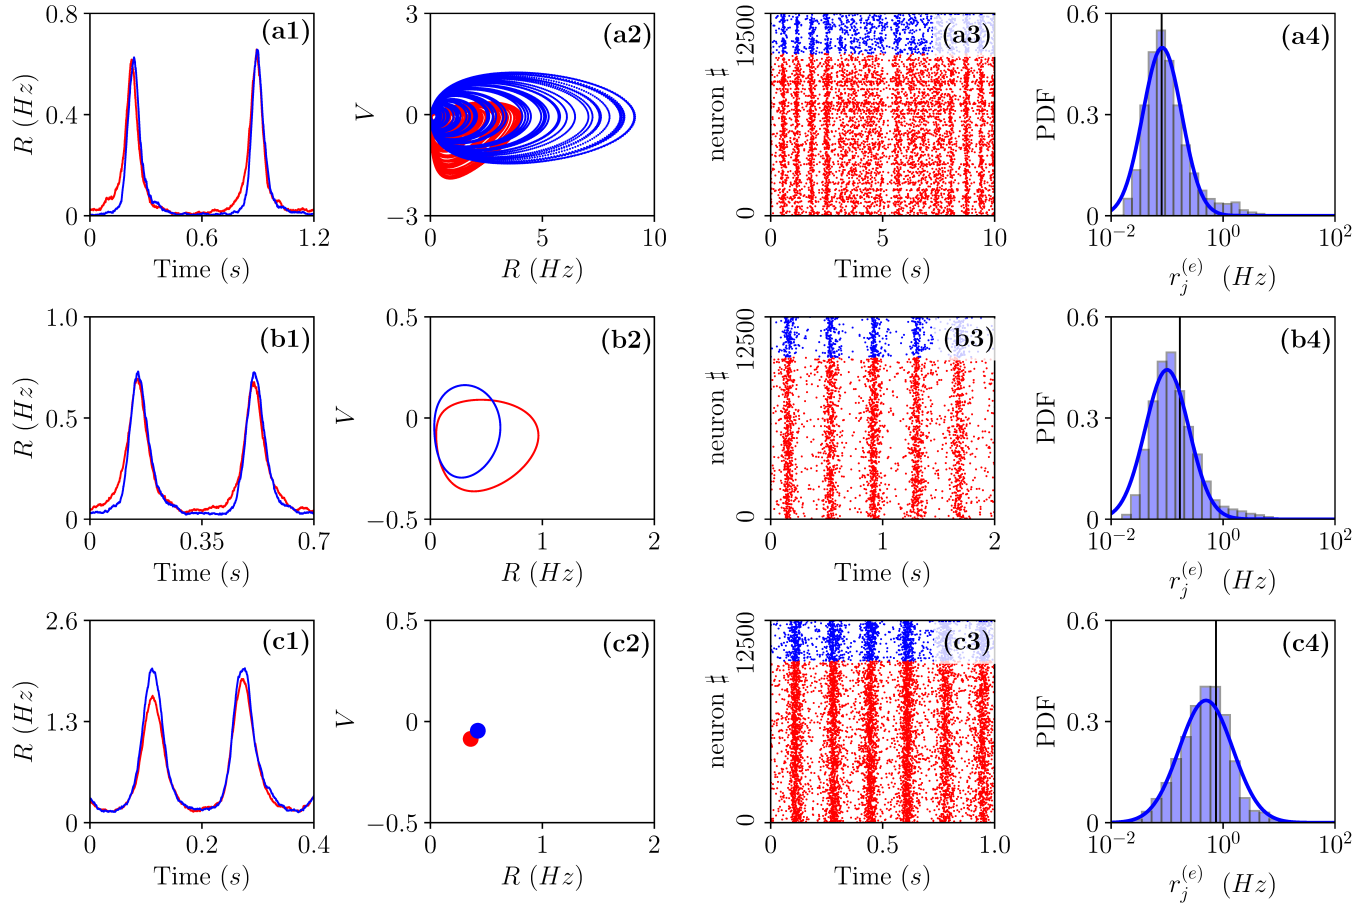 0.8
0.4
0
R (Hz)
(a1)
0
0.6
1.2
Time (s)
3
0
−3
V
(a2)
0
5
10
R (Hz)
12500
0
neuron ♯
(a3)
0
5
10
Time (s)
0.6
0.3
0
PDF
(a4)
10⁻²
10⁰
10²
r_j^(e) (Hz)
1.0
0.5
0
R (Hz)
(b1)
0
0.35
0.7
Time (s)
0.5
0
−0.5
V
(b2)
0
1
2
R (Hz)
12500
0
neuron ♯
(b3)
0
1
2
Time (s)
0.6
0.3
0
PDF
(b4)
10⁻²
10⁰
10²
r_j^(e) (Hz)
2.6
1.3
0
R (Hz)
(c1)
0
0.2
0.4
Time (s)
0.5
0
−0.5
V
(c2)
0
1
2
R (Hz)
12500
0
neuron ♯
(c3)
0
0.5
1.0
Time (s)
0.6
0.3
0
PDF
(c4)
10⁻²
10⁰
10²
r_j^(e) (Hz)